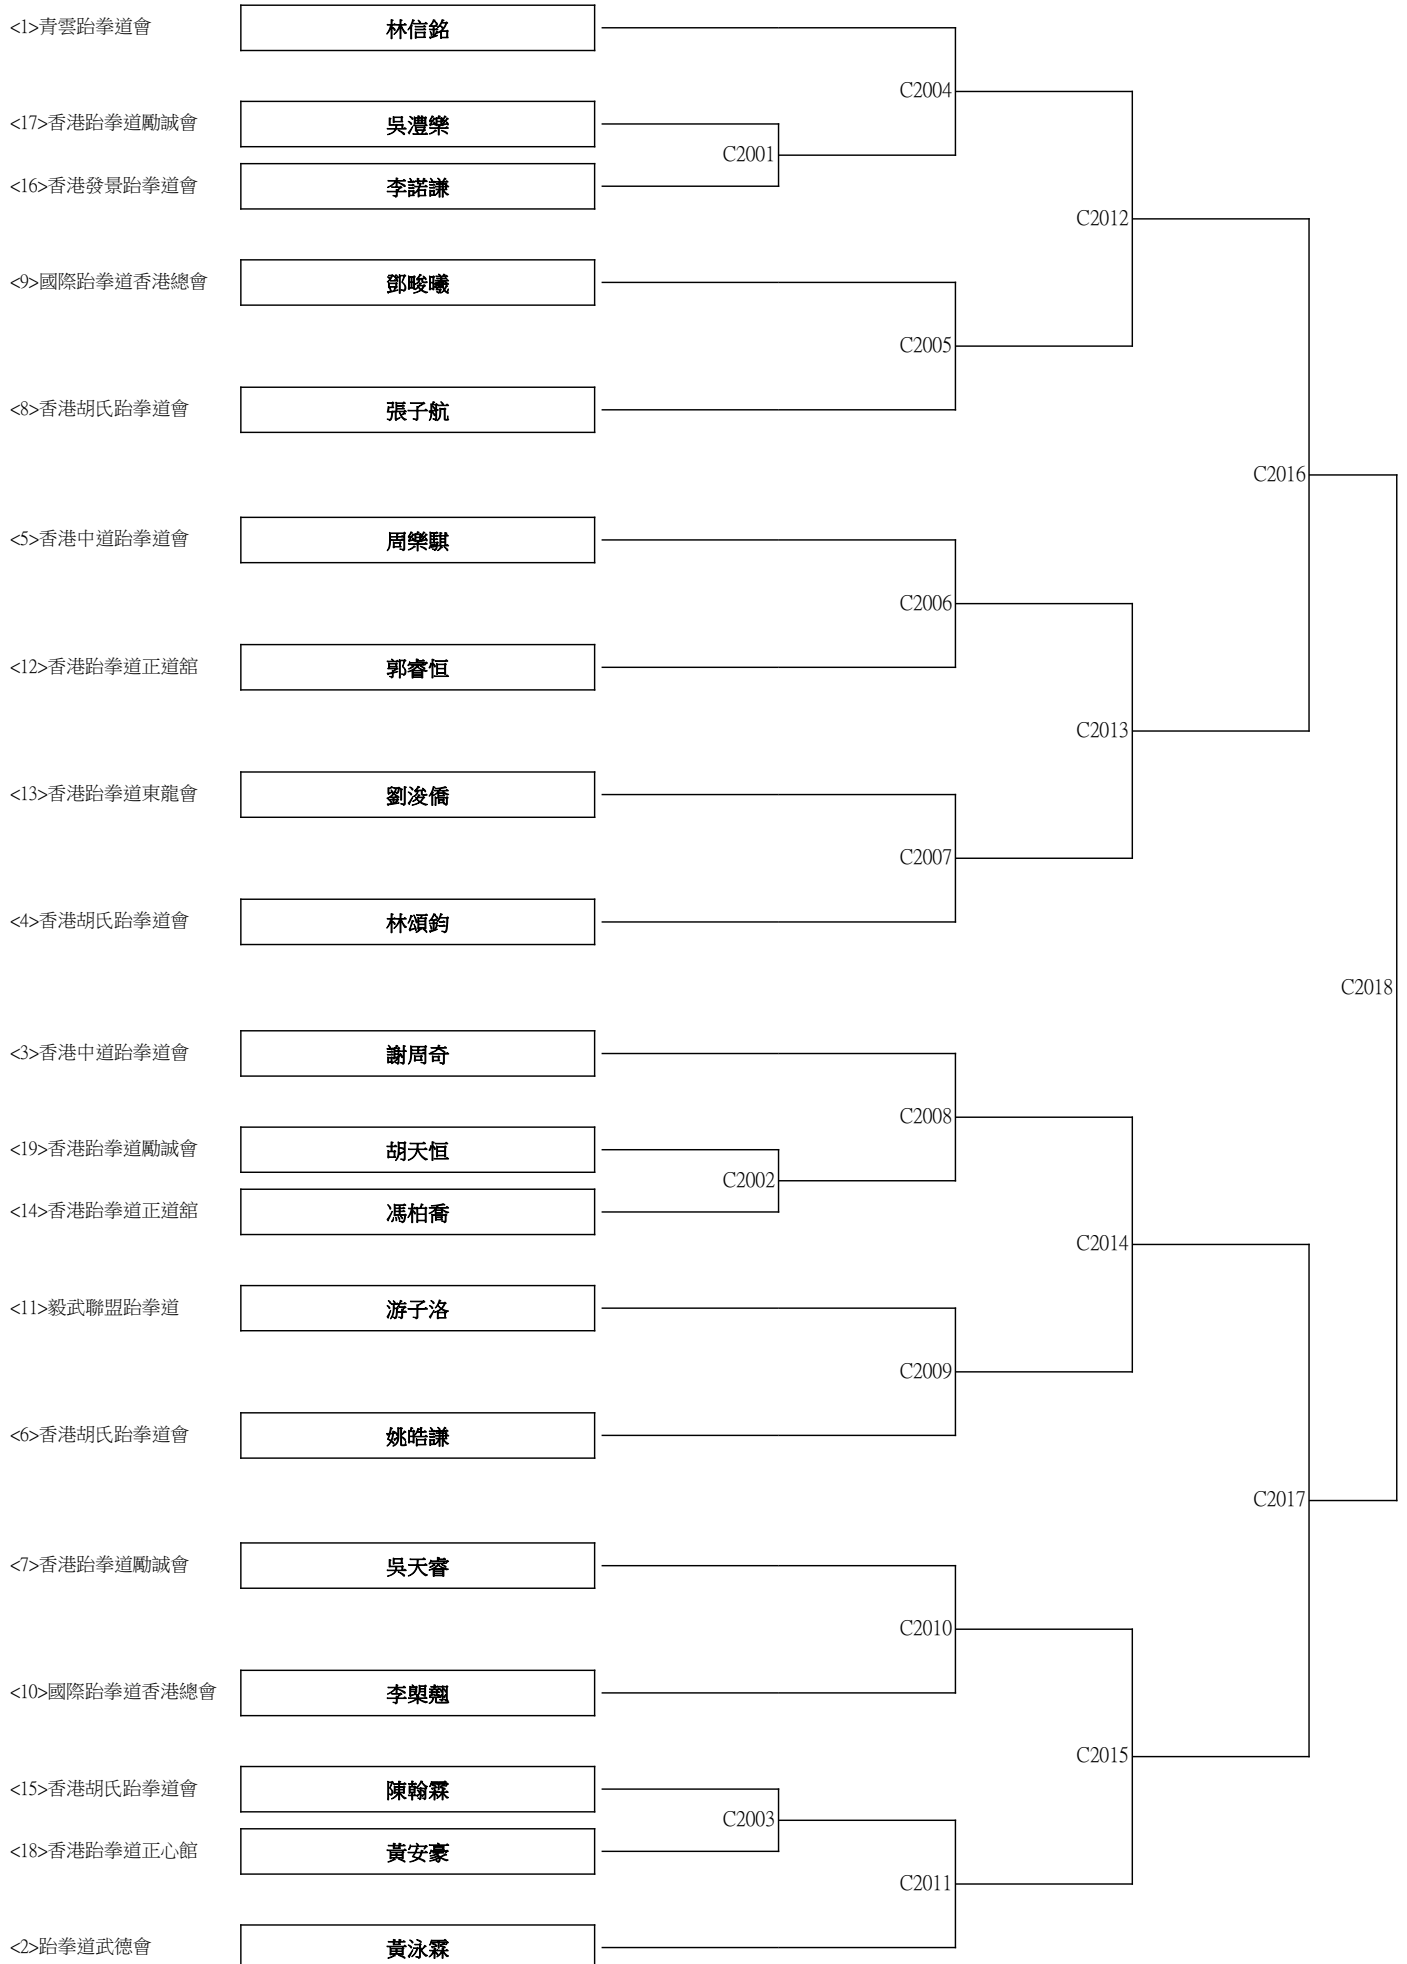 <1>青雲跆拳道會 林信銘
C2004
<17>香港跆拳道勵誠會 吳澧樂
C2001
<16>香港發景跆拳道會 李諾謙
C2012
<9>國際跆拳道香港總會 鄧畯曦
C2005
<8>香港胡氏跆拳道會 張子航
C2016
<5>香港中道跆拳道會 周樂騏
C2006
<12>香港跆拳道正道舘 郭睿恒
C2013
<13>香港跆拳道東龍會 劉浚僑
C2007
<4>香港胡氏跆拳道會 林頌鈞
C2018
<3>香港中道跆拳道會 謝周奇
C2008
<19>香港跆拳道勵誠會 胡天恒
C2002
<14>香港跆拳道正道舘 馮柏喬
C2014
<11>毅武聯盟跆拳道 游子洛
C2009
<6>香港胡氏跆拳道會 姚皓謙
C2017
<7>香港跆拳道勵誠會 吳天睿
C2010
<10>國際跆拳道香港總會 李㮣翹
C2015
<15>香港胡氏跆拳道會 陳翰霖
C2003
<18>香港跆拳道正心館 黃安豪
C2011
<2>跆拳道武德會 黃泳霖